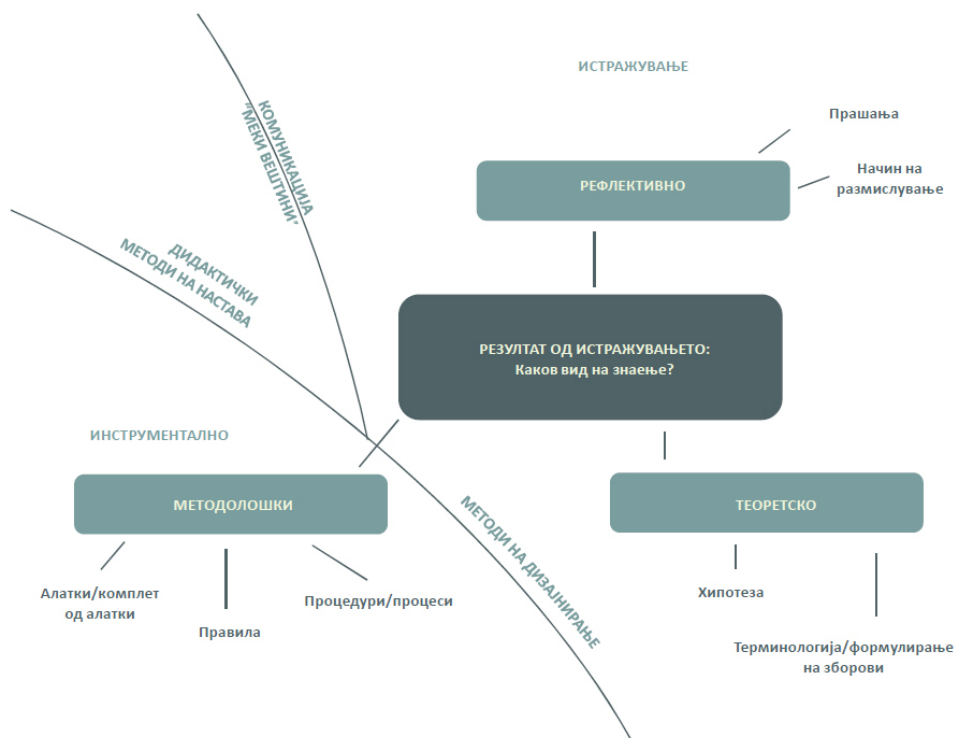 ИСТРАЖУВАЊЕ
Прашања
РЕФЛЕКТИВНО
Начин на
размислување
КОМУНИКАЦИЈА
"МЕКИ ВЕШТИНИ"
ДИДАКТИЧКИ
МЕТОДИ НА НАСТАВА
РЕЗУЛТАТ ОД ИСТРАЖУВАЊЕТО:
Каков вид на знаење?
ИНСТРУМЕНТАЛНО
МЕТОДОЛОШКИ
Алатки/комплет
од алатки
Правила
Процедури/процеси
МЕТОДИ НА ДИЗАЈНИРАЊЕ
ТЕОРЕТСКО
Хипотеза
Терминологија/формулирање
на зборови